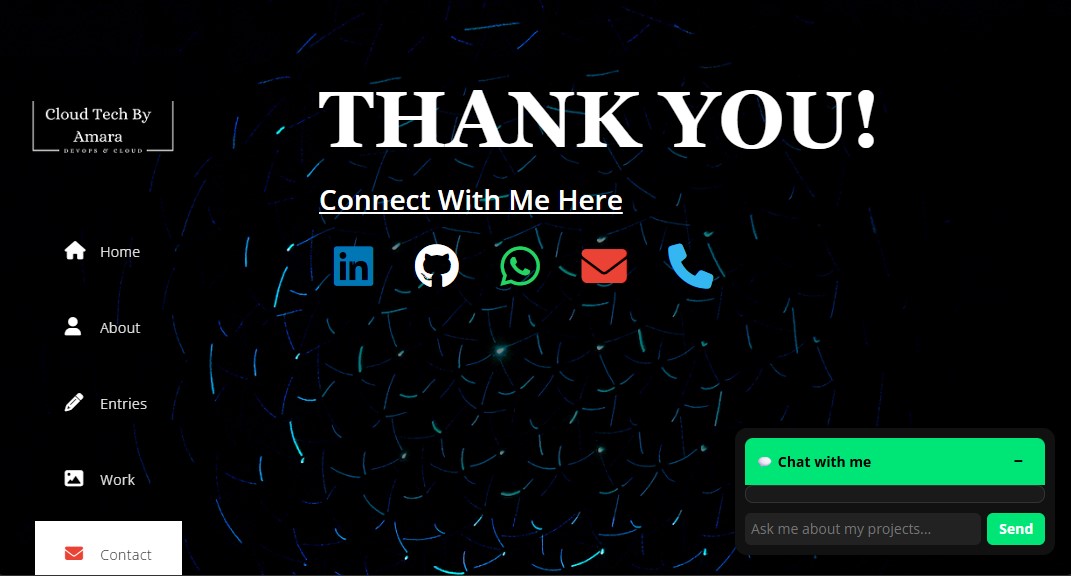 Cloud Tech By
Amara
DEVOPS & CLOUD
Home
About
Entries
Work
Contact
THANK YOU!
Connect With Me Here
in
💬 Chat with me
−
Ask me about my projects...
Send